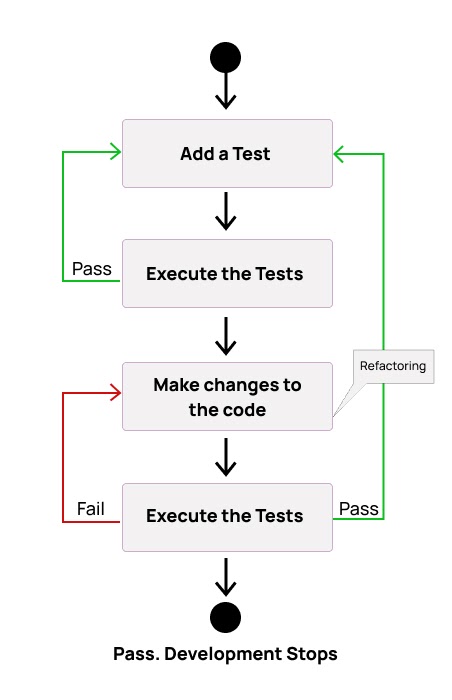 Add a Test
Pass
Execute the Tests
Refactoring
Make changes to
the code
Fail
Execute the Tests
Pass
Pass. Development Stops